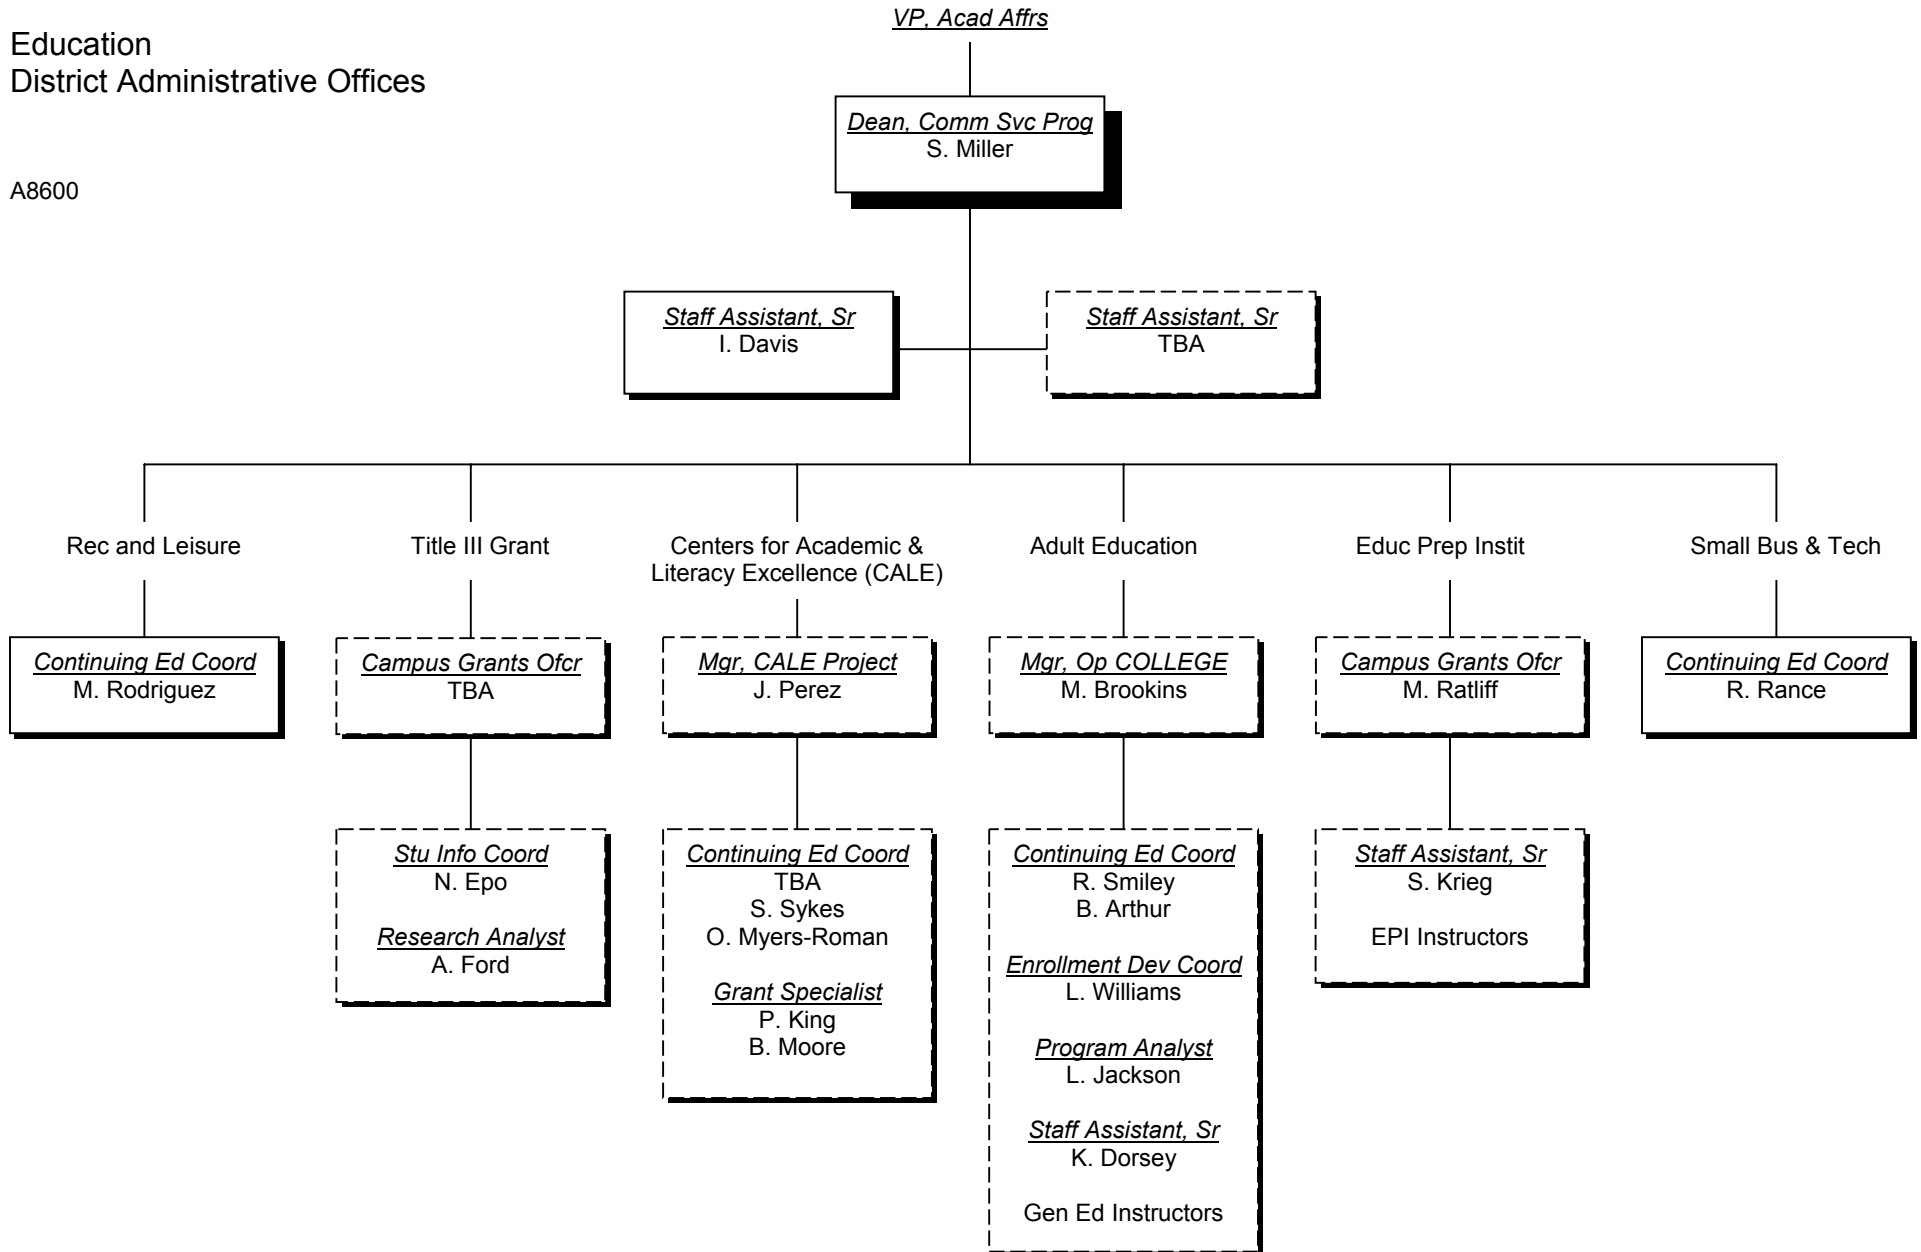 VP, Acad Affrs
Education
District Administrative Offices
Dean, Comm Svc Prog
S. Miller
A8600
Staff Assistant, Sr
I. Davis
Staff Assistant, Sr
TBA
Rec and Leisure
Title III Grant
Centers for Academic &
Literacy Excellence (CALE)
Adult Education
Educ Prep Instit
Small Bus & Tech
Continuing Ed Coord
M. Rodriguez
Campus Grants Ofcr
TBA
Mgr, CALE Project
J. Perez
Mgr, Op COLLEGE
M. Brookins
Campus Grants Ofcr
M. Ratliff
Continuing Ed Coord
R. Rance
Stu Info Coord
N. Epo
Research Analyst
A. Ford
Continuing Ed Coord
TBA
S. Sykes
O. Myers-Roman
Grant Specialist
P. King
B. Moore
Continuing Ed Coord
R. Smiley
B. Arthur
Enrollment Dev Coord
L. Williams
Program Analyst
L. Jackson
Staff Assistant, Sr
K. Dorsey
Gen Ed Instructors
Staff Assistant, Sr
S. Krieg
EPI Instructors